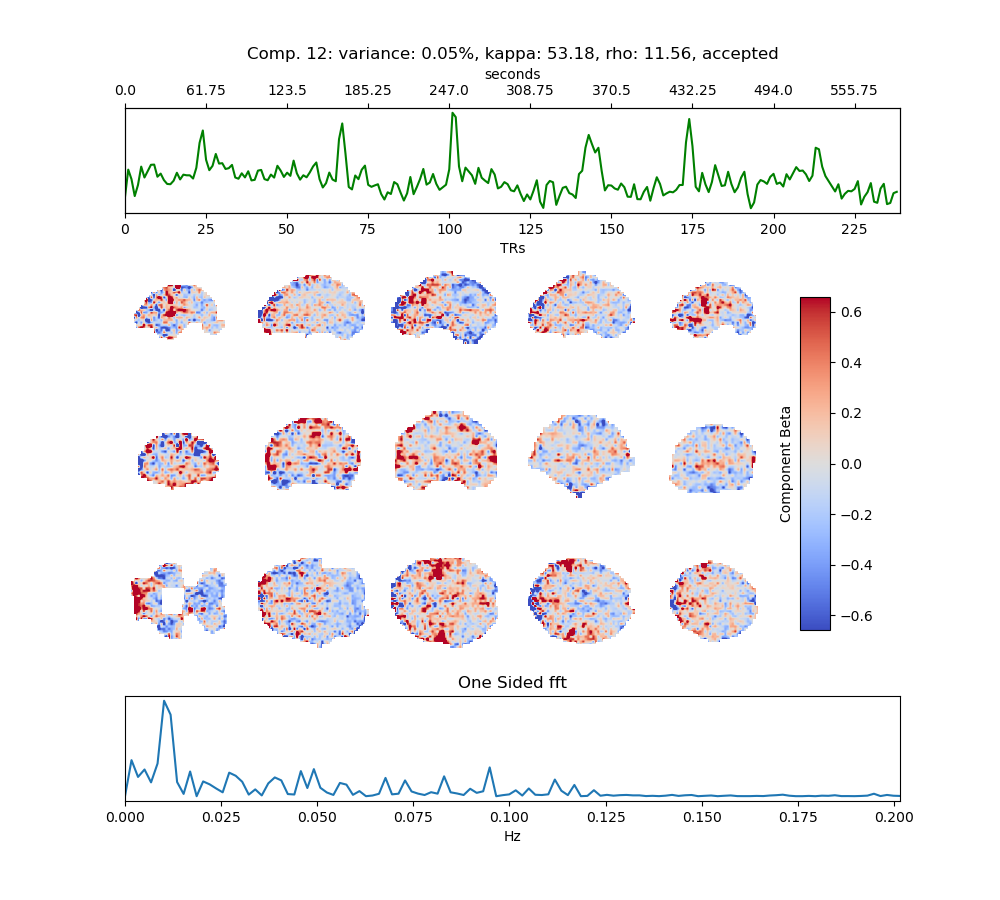 Comp. 12: variance: 0.05%, kappa: 53.18, rho: 11.56, accepted
seconds
0.0 61.75 123.5 185.25 247.0 308.75 370.5 432.25 494.0 555.75
0 25 50 75 100 125 150 175 200 225
TRs
0.6
0.4
0.2
0.0
−0.2
−0.4
−0.6
Component Beta
One Sided fft
0.000 0.025 0.050 0.075 0.100 0.125 0.150 0.175 0.200
Hz